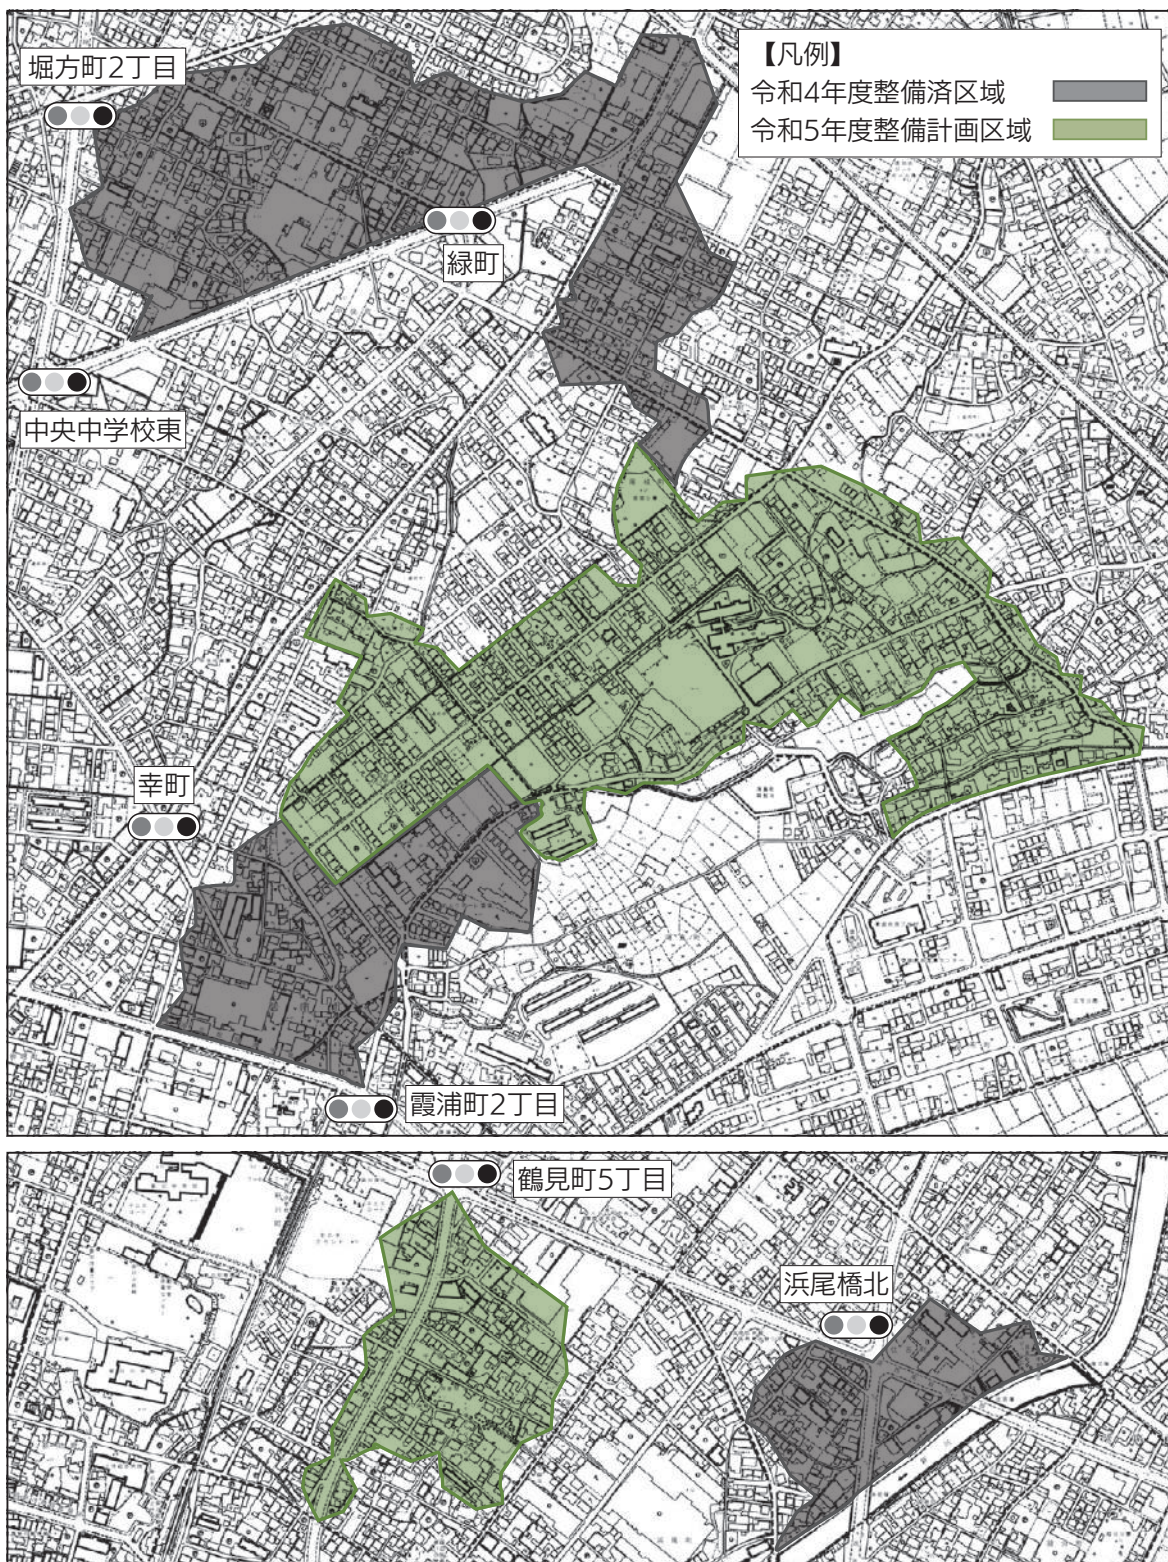 堀方町2丁目
【凡例】
令和4年度整備済区域
令和5年度整備計画区域
緑町
中央中学校東
幸町
霞浦町2丁目
鶴見町5丁目
浜尾橋北